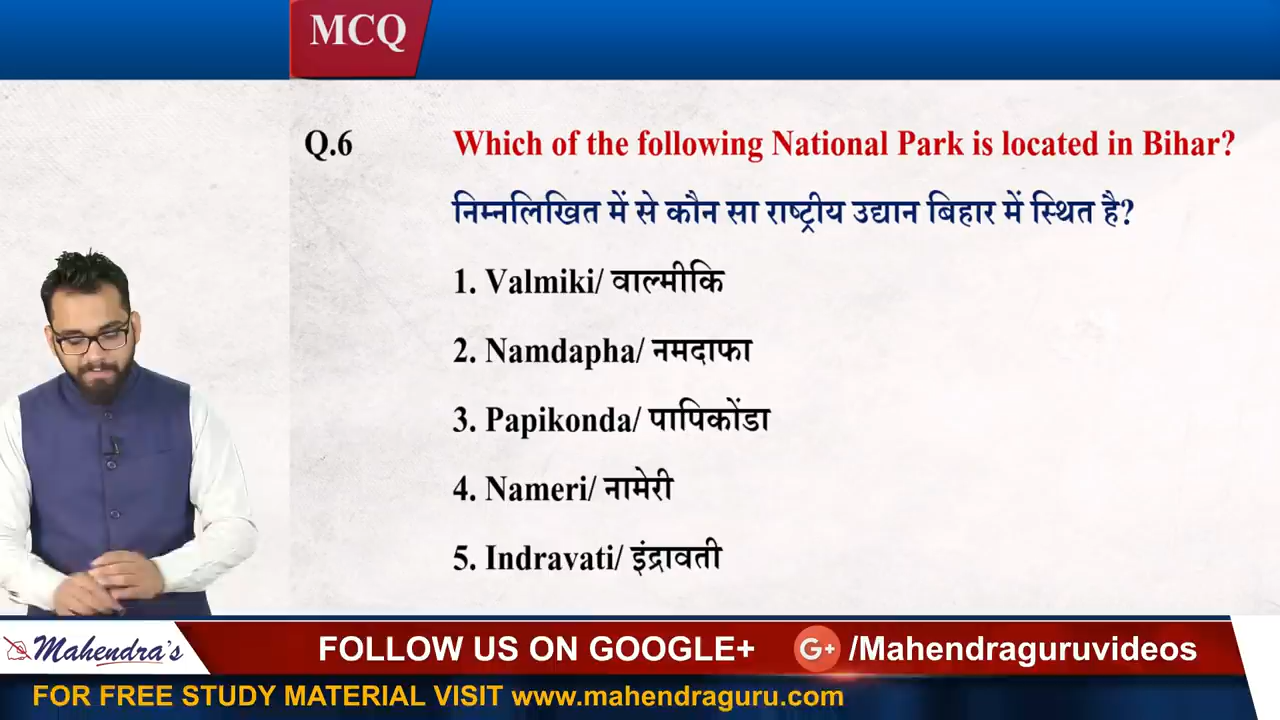 MCQ
Q.6 Which of the following National Park is located in Bihar?
निम्नलिखित में से कौन सा राष्ट्रीय उद्यान बिहार में स्थित है?
1. Valmiki/ वाल्मीकि
2. Namdapha/ नमदाफा
3. Papikonda/ पापिकोंडा
4. Nameri/ नामेरी
5. Indravati/ इंद्रावती
Mahendra's FOLLOW US ON GOOGLE+ G+ /Mahendraguruvideos
FOR FREE STUDY MATERIAL VISIT www.mahendraguru.com